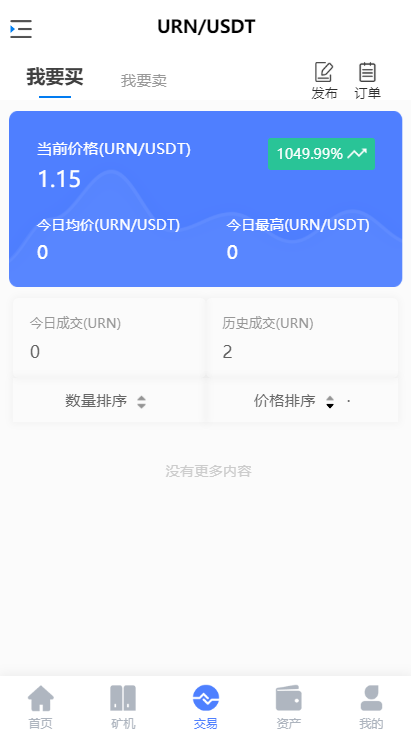 URN/USDT
我要买
我要卖
发布
订单
当前价格(URN/USDT)
1049.99%
1.15
今日均价(URN/USDT)
今日最高(URN/USDT)
0
0
今日成交(URN)
历史成交(URN)
0
2
数量排序
价格排序
没有更多内容
首页
矿机
交易
资产
我的